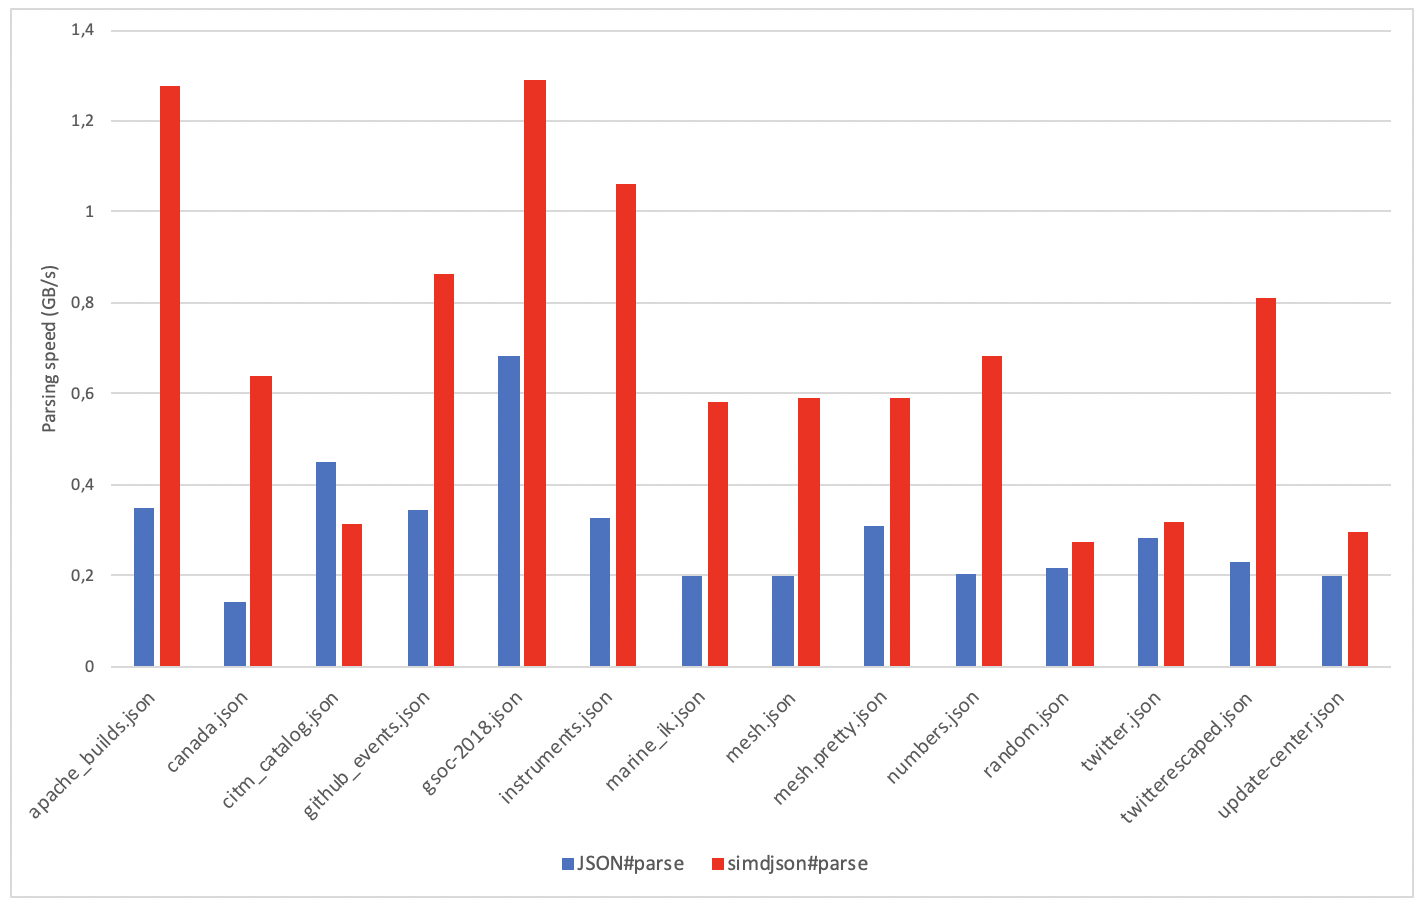 1,4
1,2
1
0,8
0,6
0,4
0,2
0
Parsing speed (GB/s)
apache_builds.json
canada.json
citm_catalog.json
github_events.json
gsoc-2018.json
instruments.json
marine_ik.json
mesh.json
mesh.pretty.json
numbers.json
random.json
twitter.json
twitterescaped.json
update-center.json
JSON#parse simdjson#parse